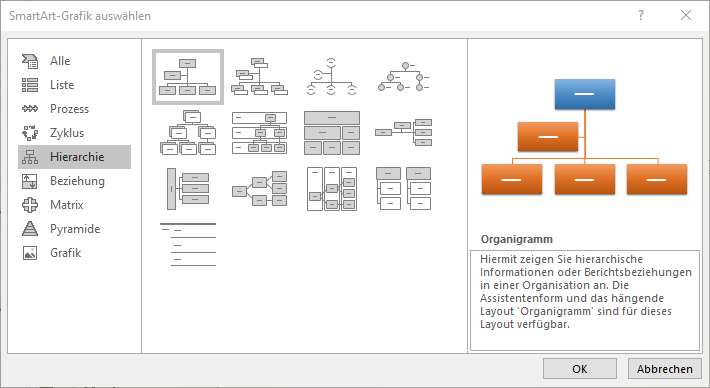 SmartArt-Grafik auswählen
Alle
Liste
Prozess
Zyklus
Hierarchie
Beziehung
Matrix
Pyramide
Grafik
Organigramm
Hiermit zeigen Sie hierarchische
Informationen oder Berichtsbeziehungen
in einer Organisation an. Die
Assistentenform und das hängende
Layout 'Organigramm' sind für dieses
Layout verfügbar.
OK
Abbrechen